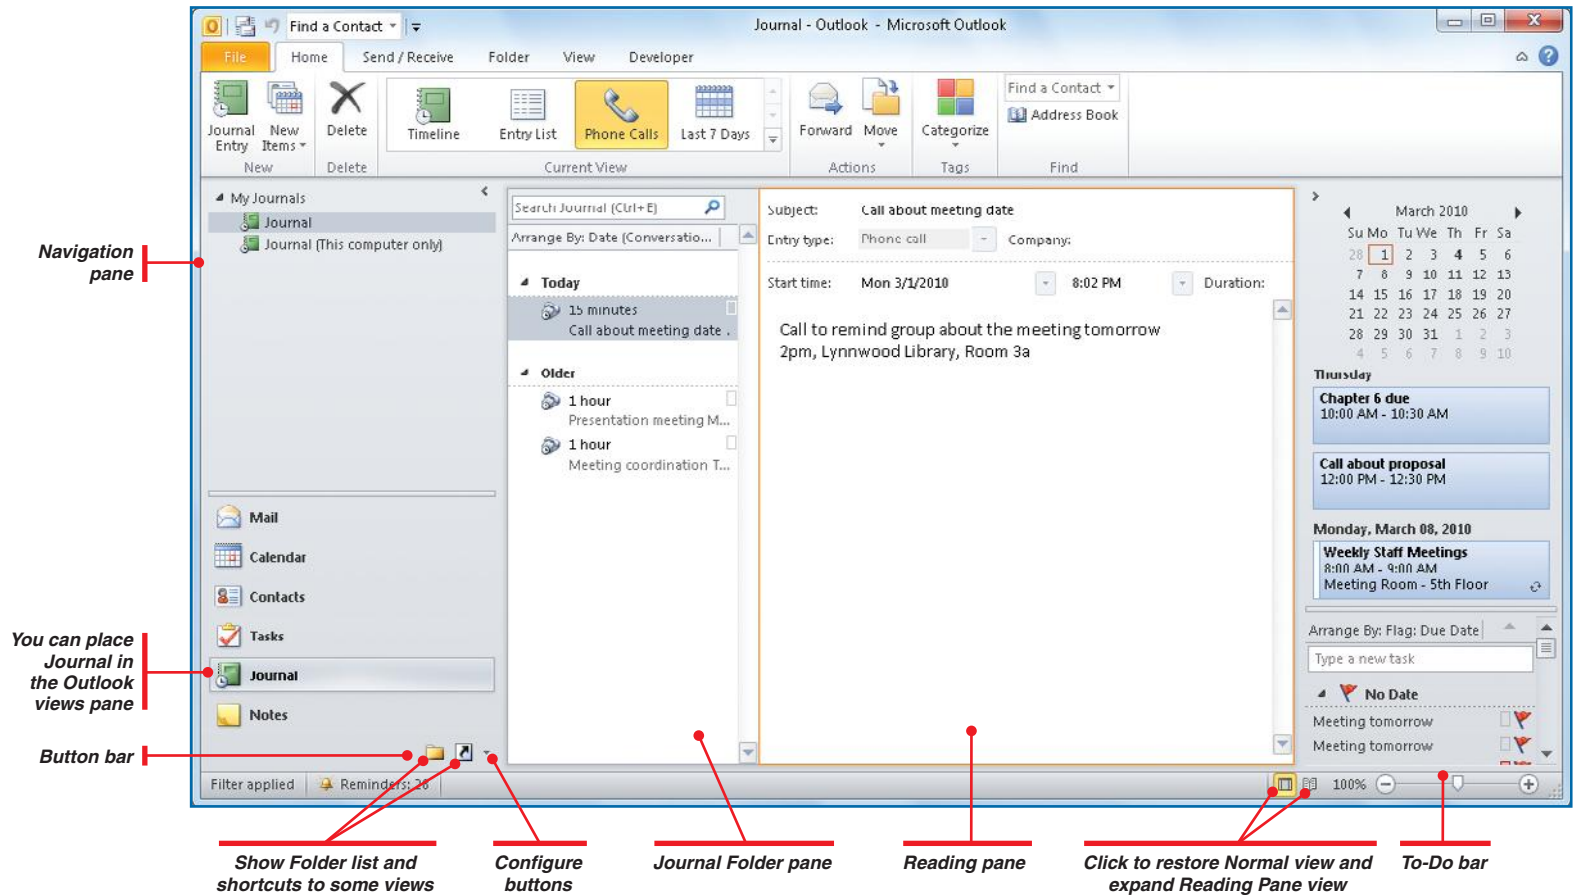 Find a Contact
Journal - Outlook - Microsoft Outlook
File
Home
Send / Receive
Folder
View
Developer
Journal Entry
New Items
Delete
Timeline
Entry List
Phone Calls
Last 7 Days
Forward
Move
Categorize
Find a Contact
Address Book
New
Delete
Current View
Actions
Tags
Find
My Journals
Journal
Journal (This computer only)
Mail
Calendar
Contacts
Tasks
Journal
Notes
Search Journal (Ctrl+E)
Arrange By: Date (Conversatio...
Today
15 minutes
Call about meeting date .
Older
1 hour
Presentation meeting M...
1 hour
Meeting coordination T...
Subject: Call about meeting date
Entry type: Phone call Company:
Start time: Mon 3/1/2010 8:02 PM Duration:
Call to remind group about the meeting tomorrow
2pm, Lynnwood Library, Room 3a
March 2010
Su Mo Tu We Th Fr Sa
28 1 2 3 4 5 6
7 8 9 10 11 12 13
14 15 16 17 18 19 20
21 22 23 24 25 26 27
28 29 30 31 1 2 3
4 5 6 7 8 9 10
Thursday
Chapter 6 due
10:00 AM - 10:30 AM
Call about proposal
12:00 PM - 12:30 PM
Monday, March 08, 2010
Weekly Staff Meetings
8:00 AM - 9:00 AM
Meeting Room - 5th Floor
Arrange By: Flag: Due Date
Type a new task
No Date
Meeting tomorrow
Meeting tomorrow
Filter applied
Reminders: 26
100%
Navigation
pane
You can place
Journal in
the Outlook
views pane
Button bar
Show Folder list and
shortcuts to some views
Configure
buttons
Journal Folder pane
Reading pane
Click to restore Normal view and
expand Reading Pane view
To-Do bar